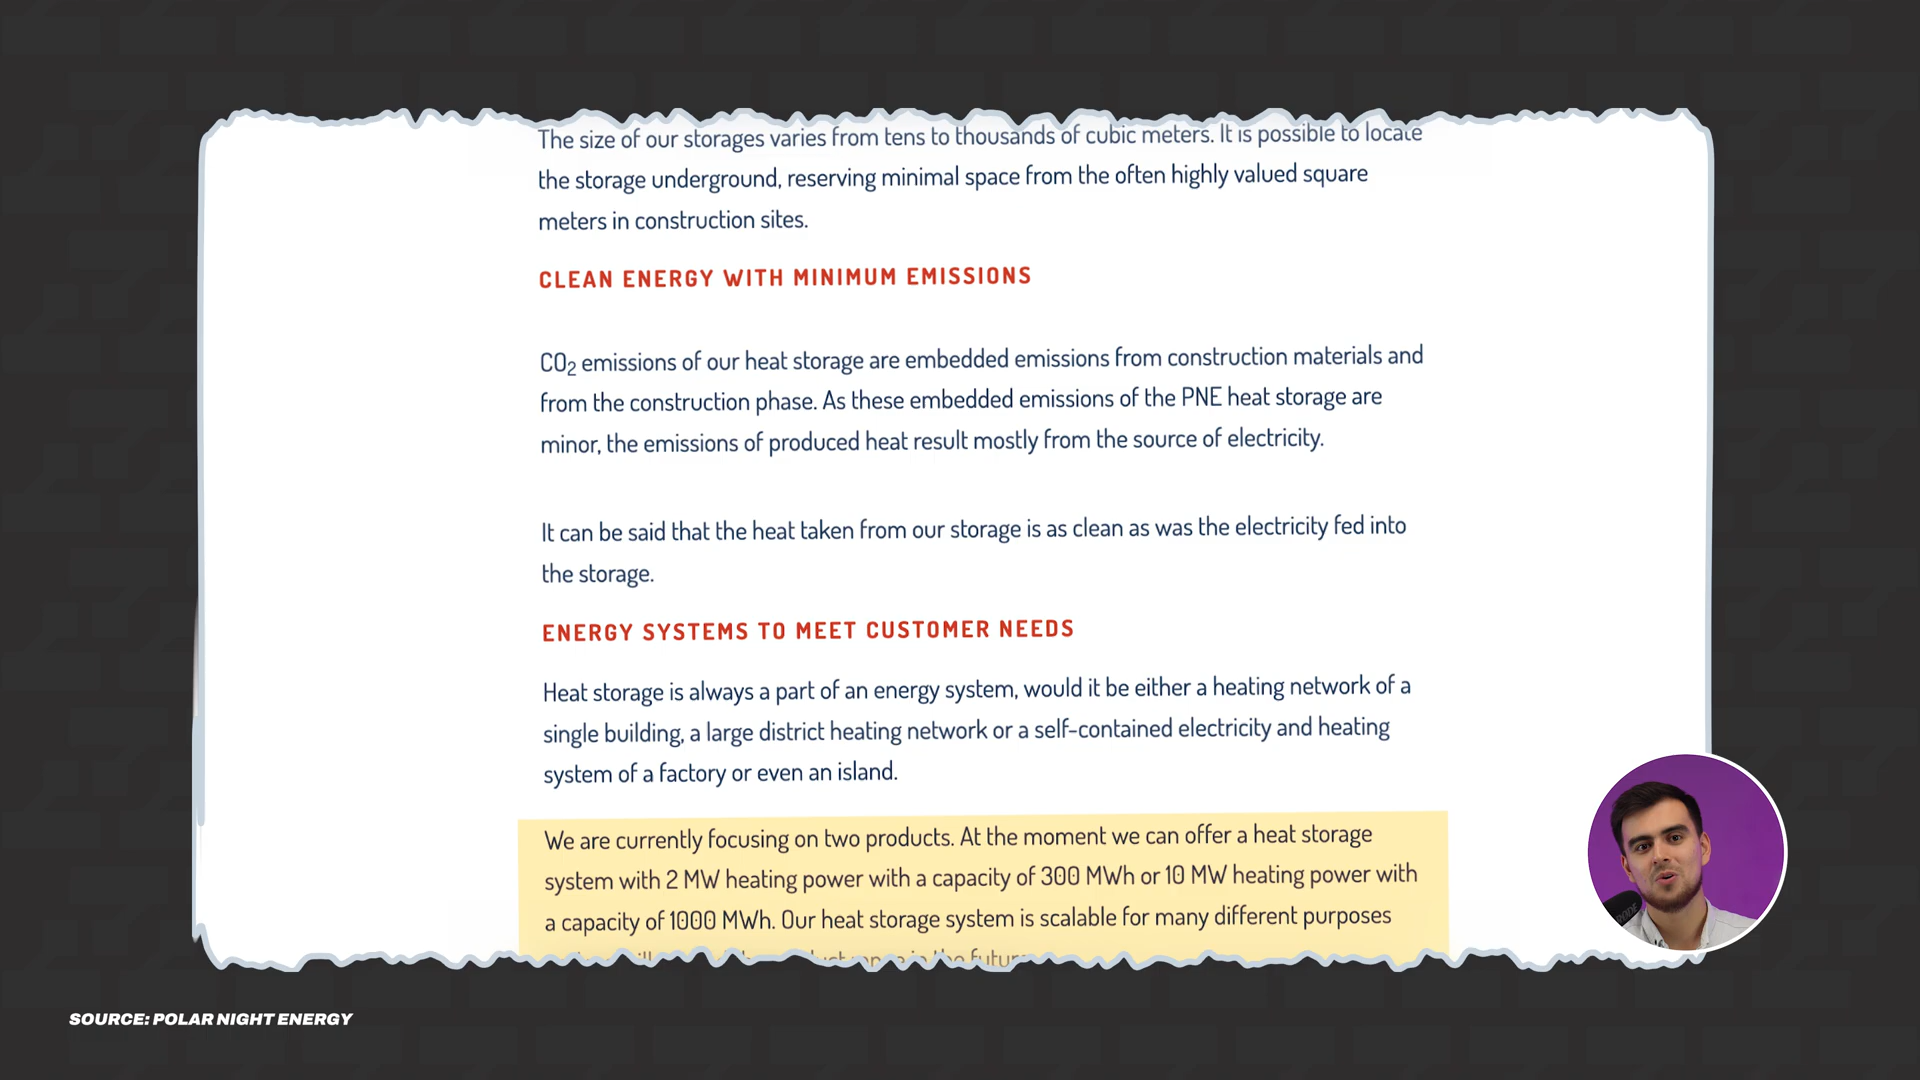 The size of our storages varies from tens to thousands of cubic meters. It is possible to locate
the storage underground, reserving minimal space from the often highly valued square
meters in construction sites.
CLEAN ENERGY WITH MINIMUM EMISSIONS
CO₂ emissions of our heat storage are embedded emissions from construction materials and
from the construction phase. As these embedded emissions of the PNE heat storage are
minor, the emissions of produced heat result mostly from the source of electricity.
It can be said that the heat taken from our storage is as clean as was the electricity fed into
the storage.
ENERGY SYSTEMS TO MEET CUSTOMER NEEDS
Heat storage is always a part of an energy system, would it be either a heating network of a
single building, a large district heating network or a self-contained electricity and heating
system of a factory or even an island.
We are currently focusing on two products. At the moment we can offer a heat storage
system with 2 MW heating power with a capacity of 300 MWh or 10 MW heating power with
a capacity of 1000 MWh. Our heat storage system is scalable for many different purposes
SOURCE: POLAR NIGHT ENERGY